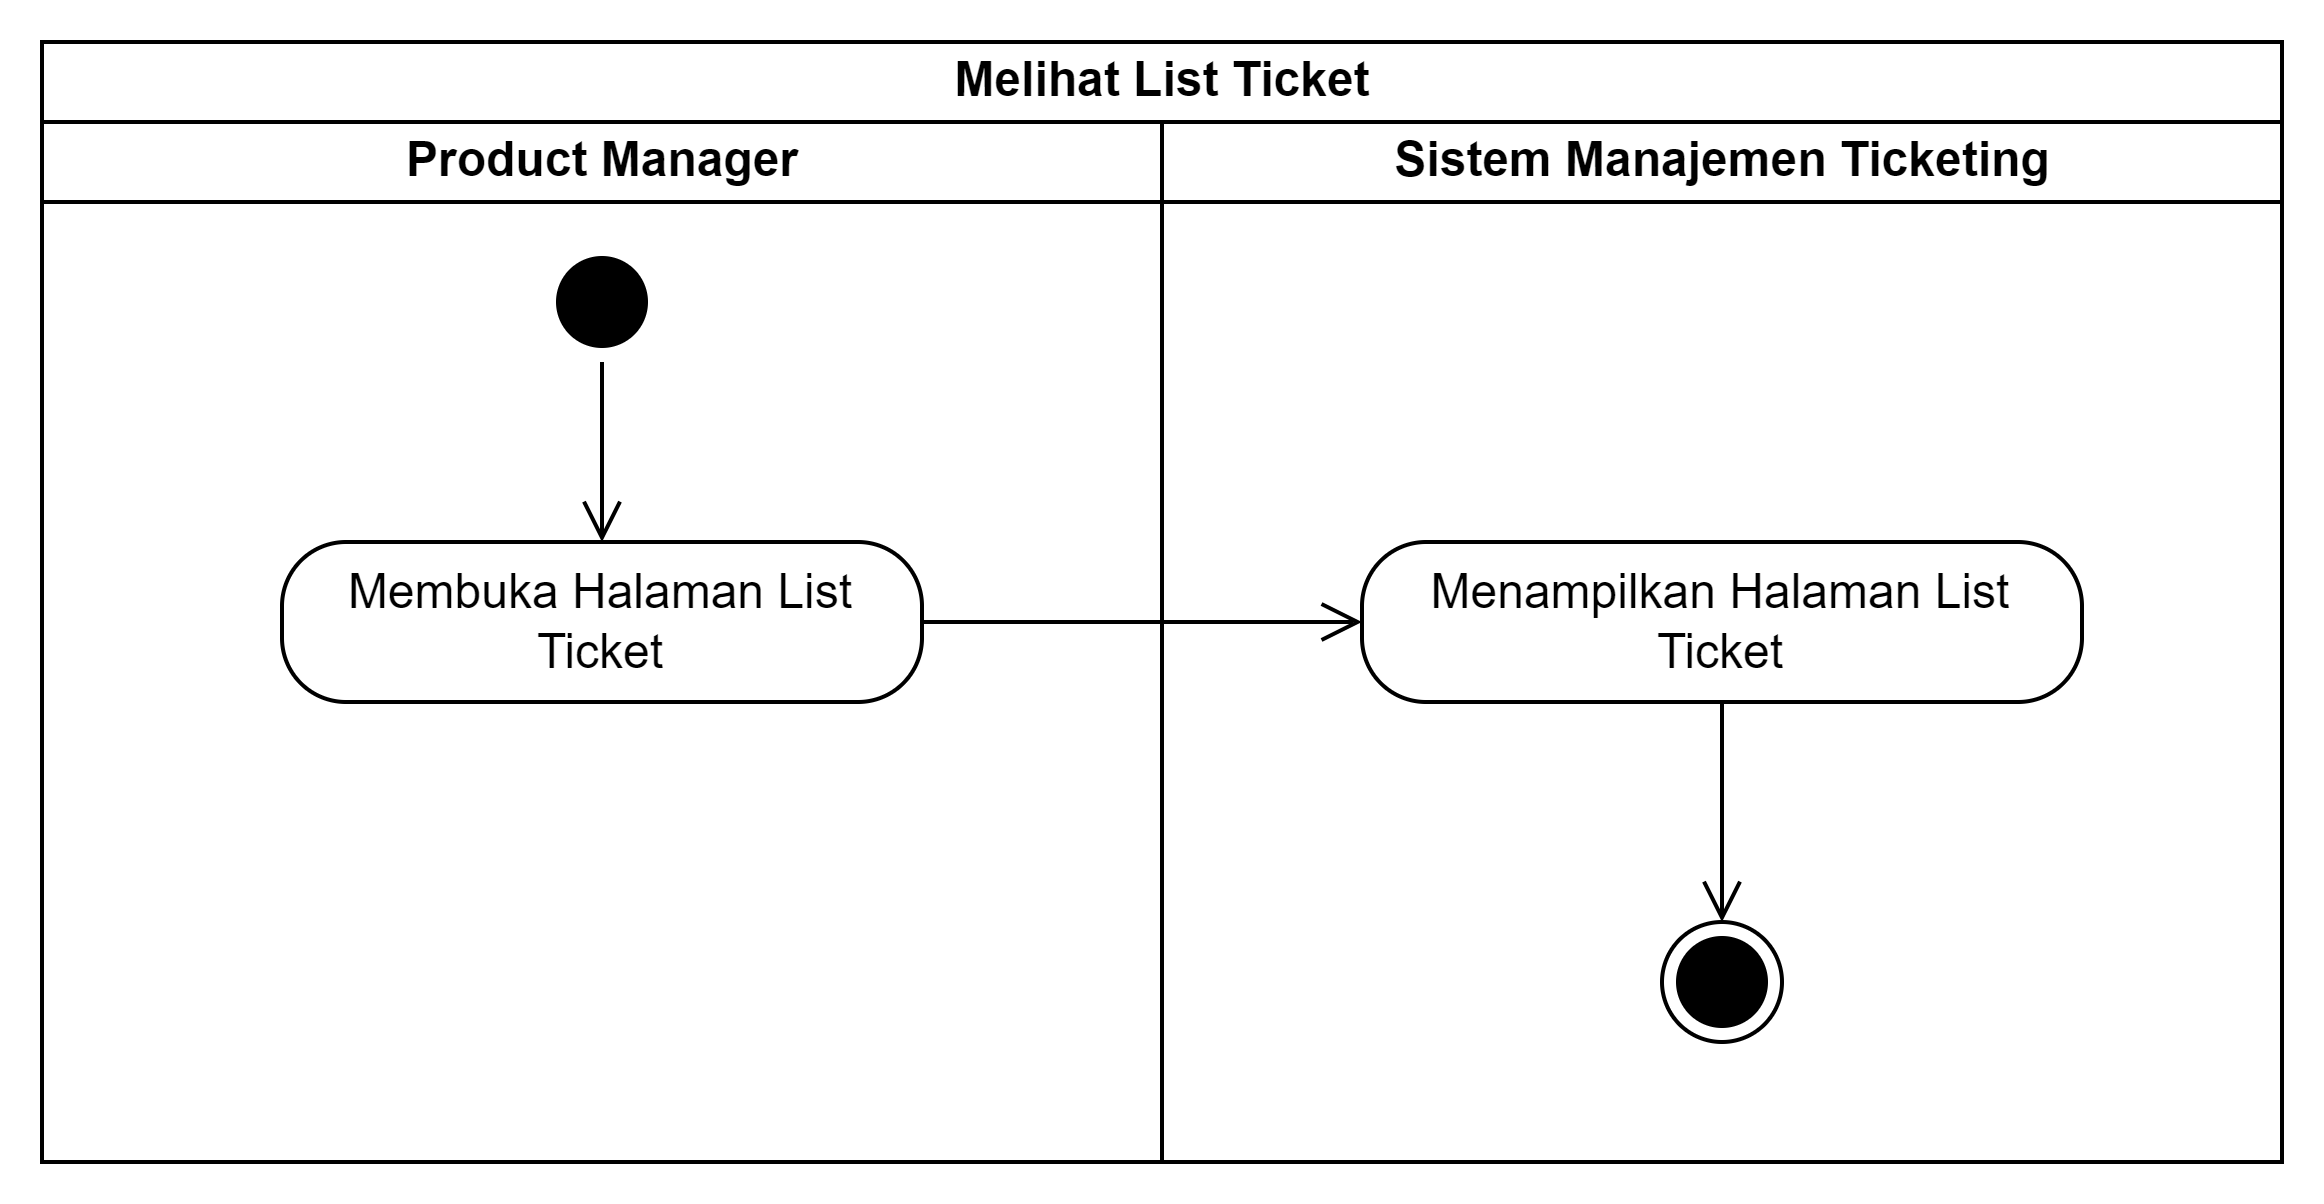 Melihat List Ticket
Product Manager
Sistem Manajemen Ticketing
Membuka Halaman List
Ticket
Menampilkan Halaman List
Ticket